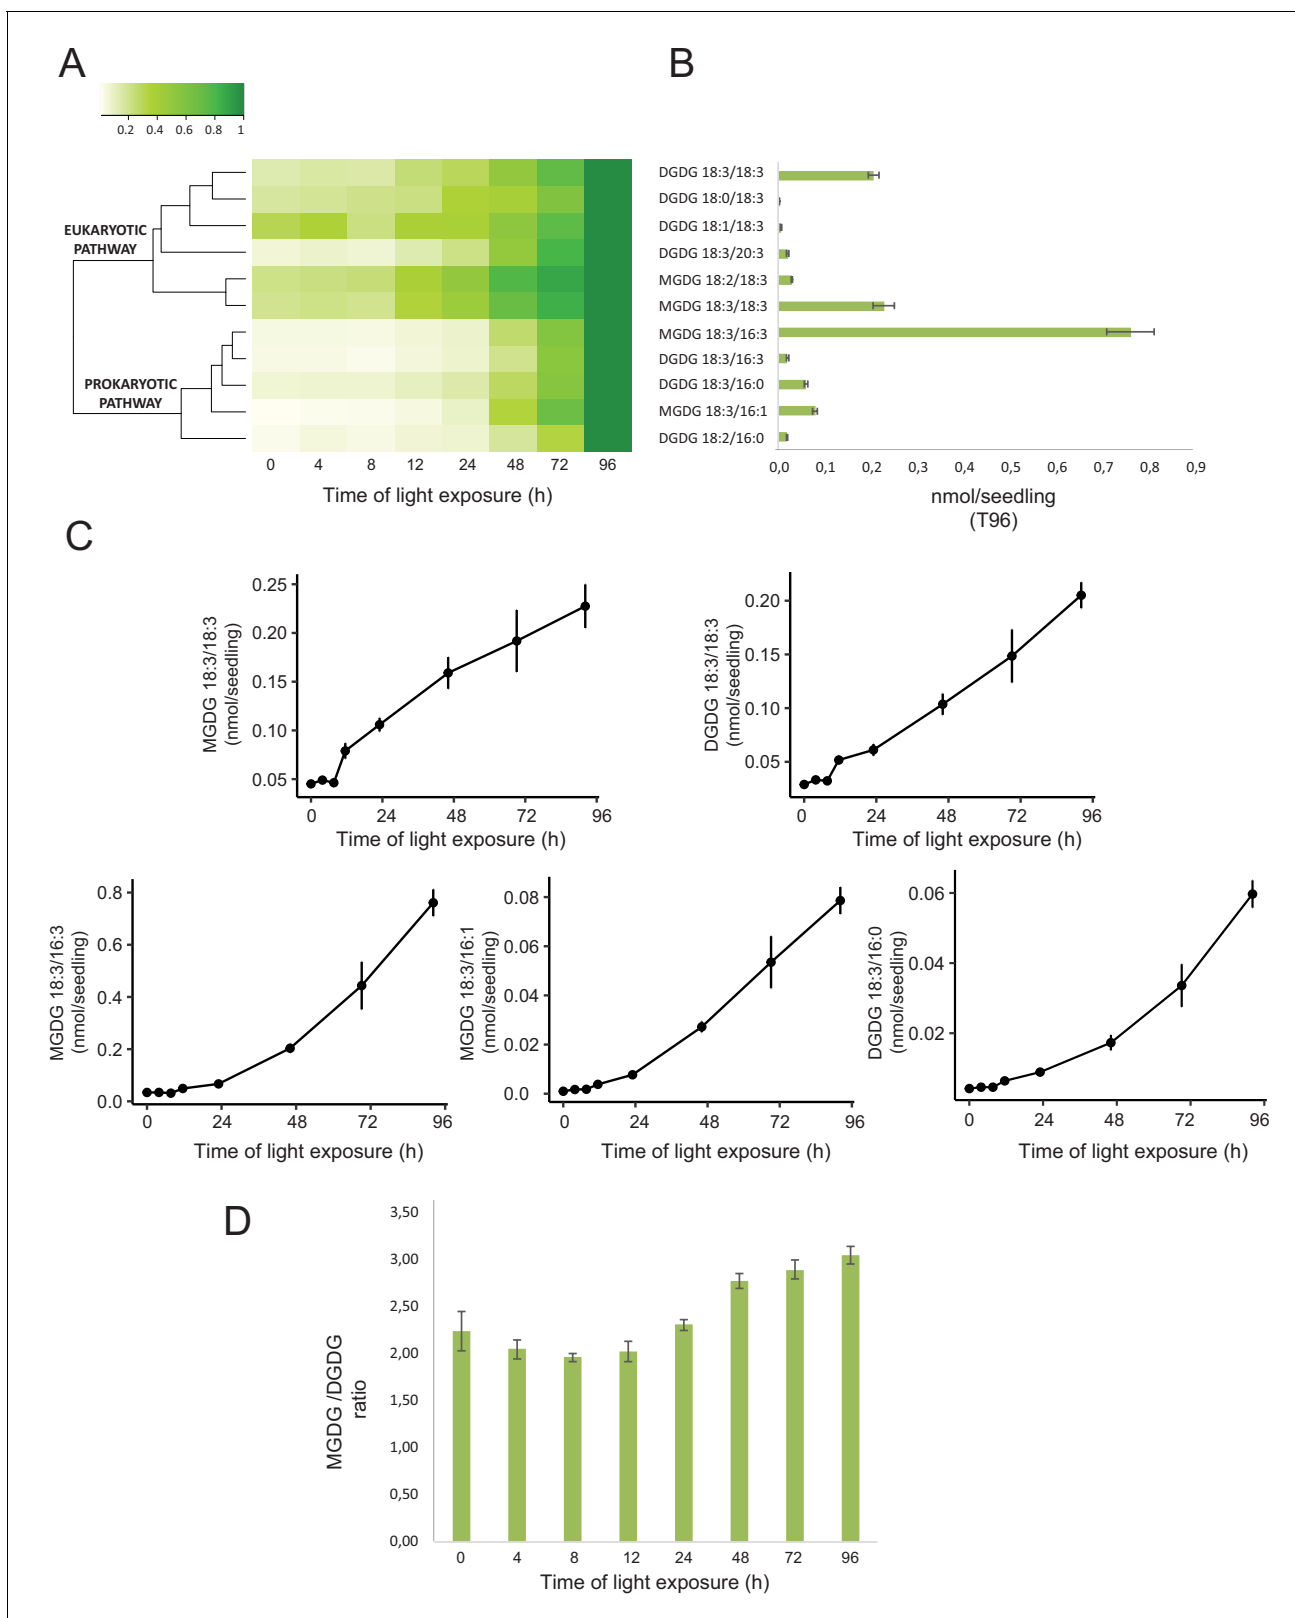 A
B
0.2 0.4 0.6 0.8 1
EUKARYOTIC
PATHWAY
PROKARYOTIC
PATHWAY
0 4 8 12 24 48 72 96
Time of light exposure (h)
DGDG 18:3/18:3
DGDG 18:0/18:3
DGDG 18:1/18:3
DGDG 18:3/20:3
MGDG 18:2/18:3
MGDG 18:3/18:3
MGDG 18:3/16:3
DGDG 18:3/16:3
DGDG 18:3/16:0
MGDG 18:3/16:1
DGDG 18:2/16:0
0,0 0,1 0,2 0,3 0,4 0,5 0,6 0,7 0,8 0,9
nmol/seedling
(T96)
C
MGDG 18:3/18:3
(nmol/seedling)
0.25
0.20
0.15
0.10
0.05
0 24 48 72 96
Time of light exposure (h)
DGDG 18:3/18:3
(nmol/seedling)
0.20
0.15
0.10
0.05
0 24 48 72 96
Time of light exposure (h)
MGDG 18:3/16:3
(nmol/seedling)
0.8
0.6
0.4
0.2
0.0
0 24 48 72 96
Time of light exposure (h)
MGDG 18:3/16:1
(nmol/seedling)
0.08
0.06
0.04
0.02
0.0
0 24 48 72 96
Time of light exposure (h)
DGDG 18:3/16:0
(nmol/seedling)
0.06
0.04
0.02
0 24 48 72 96
Time of light exposure (h)
D
MGDG /DGDG
ratio
3,50
3,00
2,50
2,00
1,50
1,00
0,50
0,00
0 4 8 12 24 48 72 96
Time of light exposure (h)